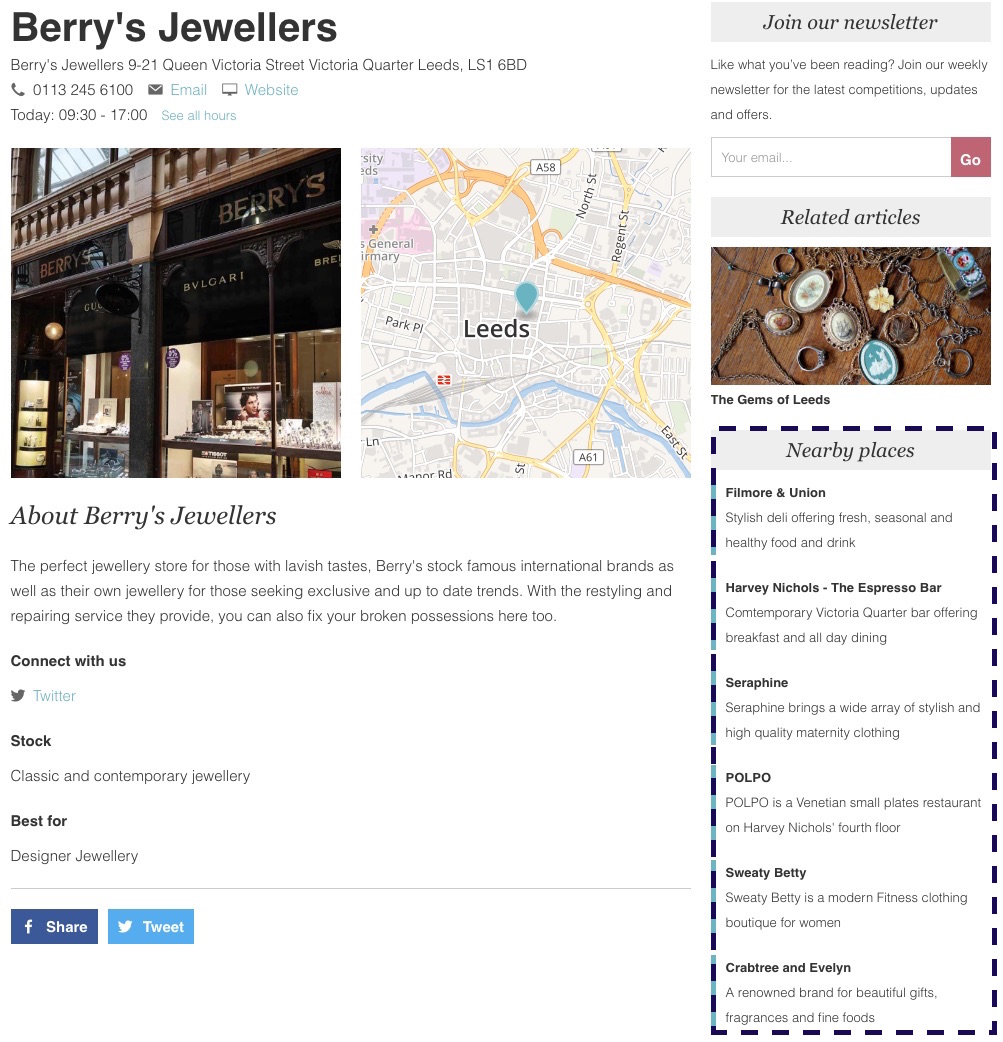 Berry's Jewellers
Berry's Jewellers 9-21 Queen Victoria Street Victoria Quarter Leeds, LS1 6BD
0113 245 6100 Email Website
Today: 09:30 - 17:00 See all hours
BERRY'S
BERRY'S
BVLGARI
TISSOT
A58
North St
Regent St
s General
Park Pl
Leeds
Ln
Manor Rd
St
A61
East St
About Berry's Jewellers
The perfect jewellery store for those with lavish tastes, Berry's stock famous international brands as
well as their own jewellery for those seeking exclusive and up to date trends. With the restyling and
repairing service they provide, you can also fix your broken possessions here too.
Connect with us
Twitter
Stock
Classic and contemporary jewellery
Best for
Designer Jewellery
Share Tweet
Join our newsletter
Like what you've been reading? Join our weekly
newsletter for the latest competitions, updates
and offers.
Your email... Go
Related articles
The Gems of Leeds
Nearby places
Filmore & Union
Stylish deli offering fresh, seasonal and
healthy food and drink
Harvey Nichols - The Espresso Bar
Comtemporary Victoria Quarter bar offering
breakfast and all day dining
Seraphine
Seraphine brings a wide array of stylish and
high quality maternity clothing
POLPO
POLPO is a Venetian small plates restaurant
on Harvey Nichols' fourth floor
Sweaty Betty
Sweaty Betty is a modern Fitness clothing
boutique for women
Crabtree and Evelyn
A renowned brand for beautiful gifts,
fragrances and fine foods